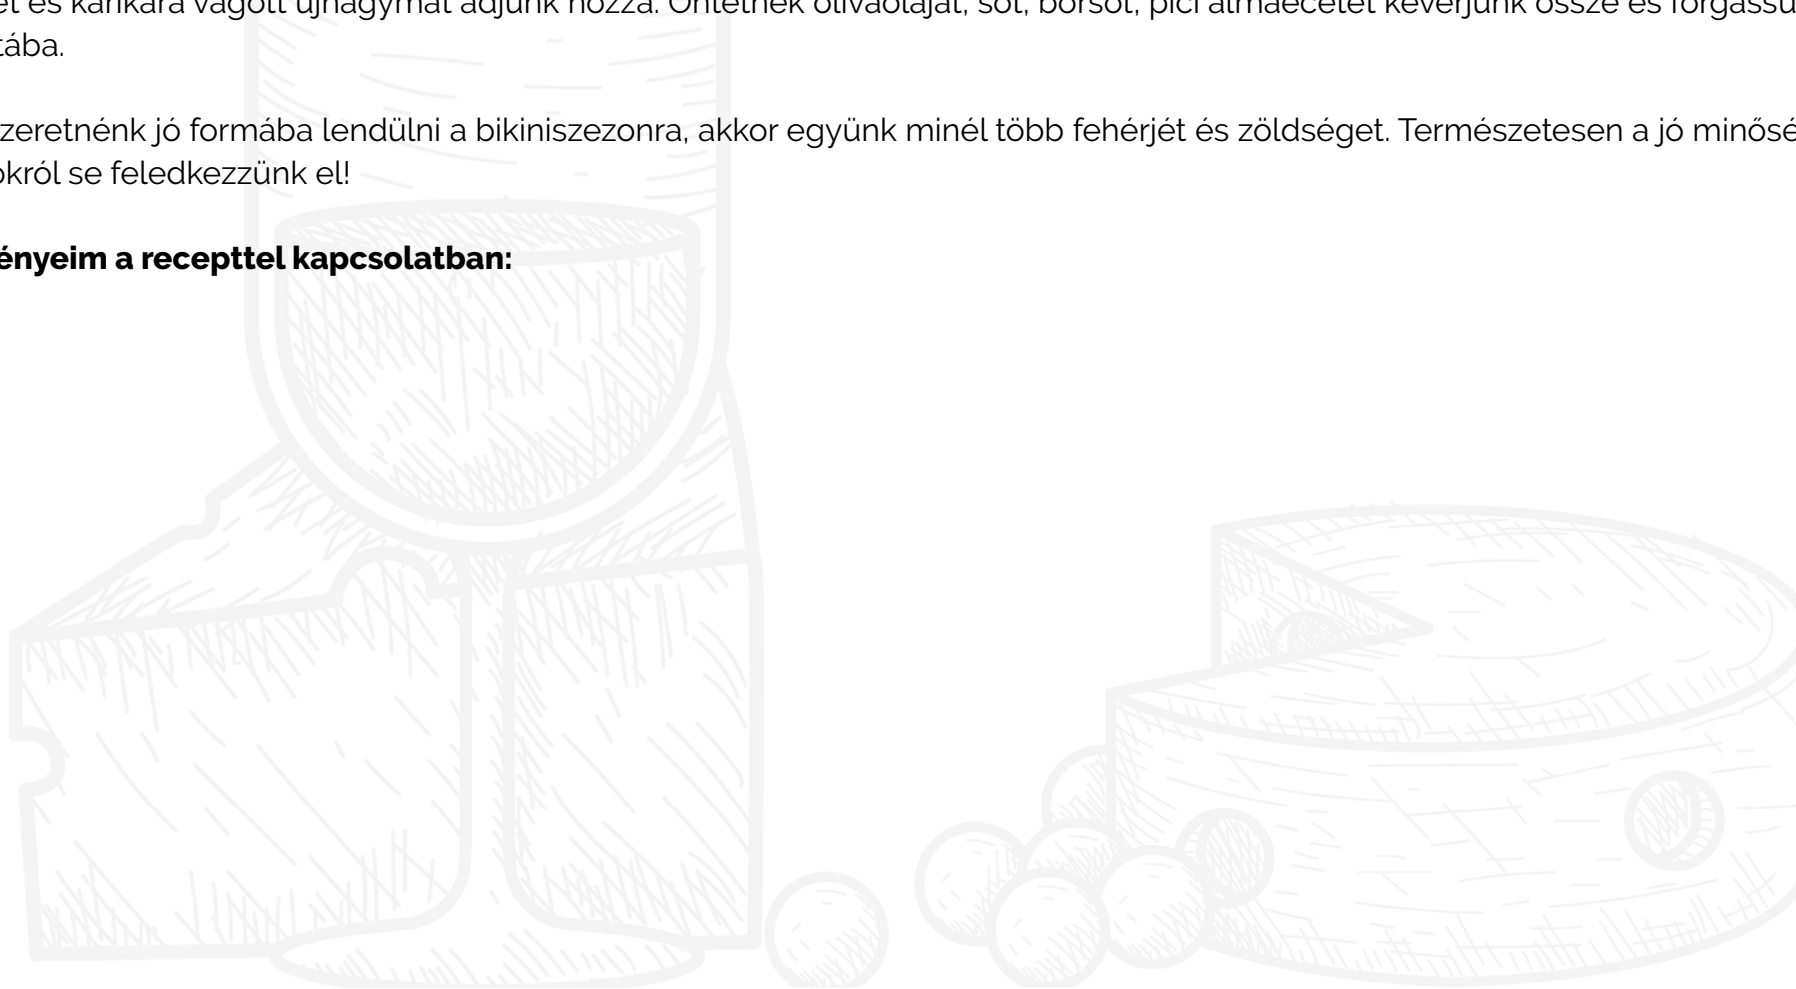 et és karikára vágott újhagymát adjunk hozzá. Öntetnek olívaolajat, sót, borsót, pici almaecetet keverjünk össze és forgassu
tába.
zeretnénk jó formába lendülni a bikiniszezonra, akkor együnk minél több fehérjét és zöldséget. Természetesen a jó minősé
okról se feledkezzünk el!
ényeim a recepttel kapcsolatban: